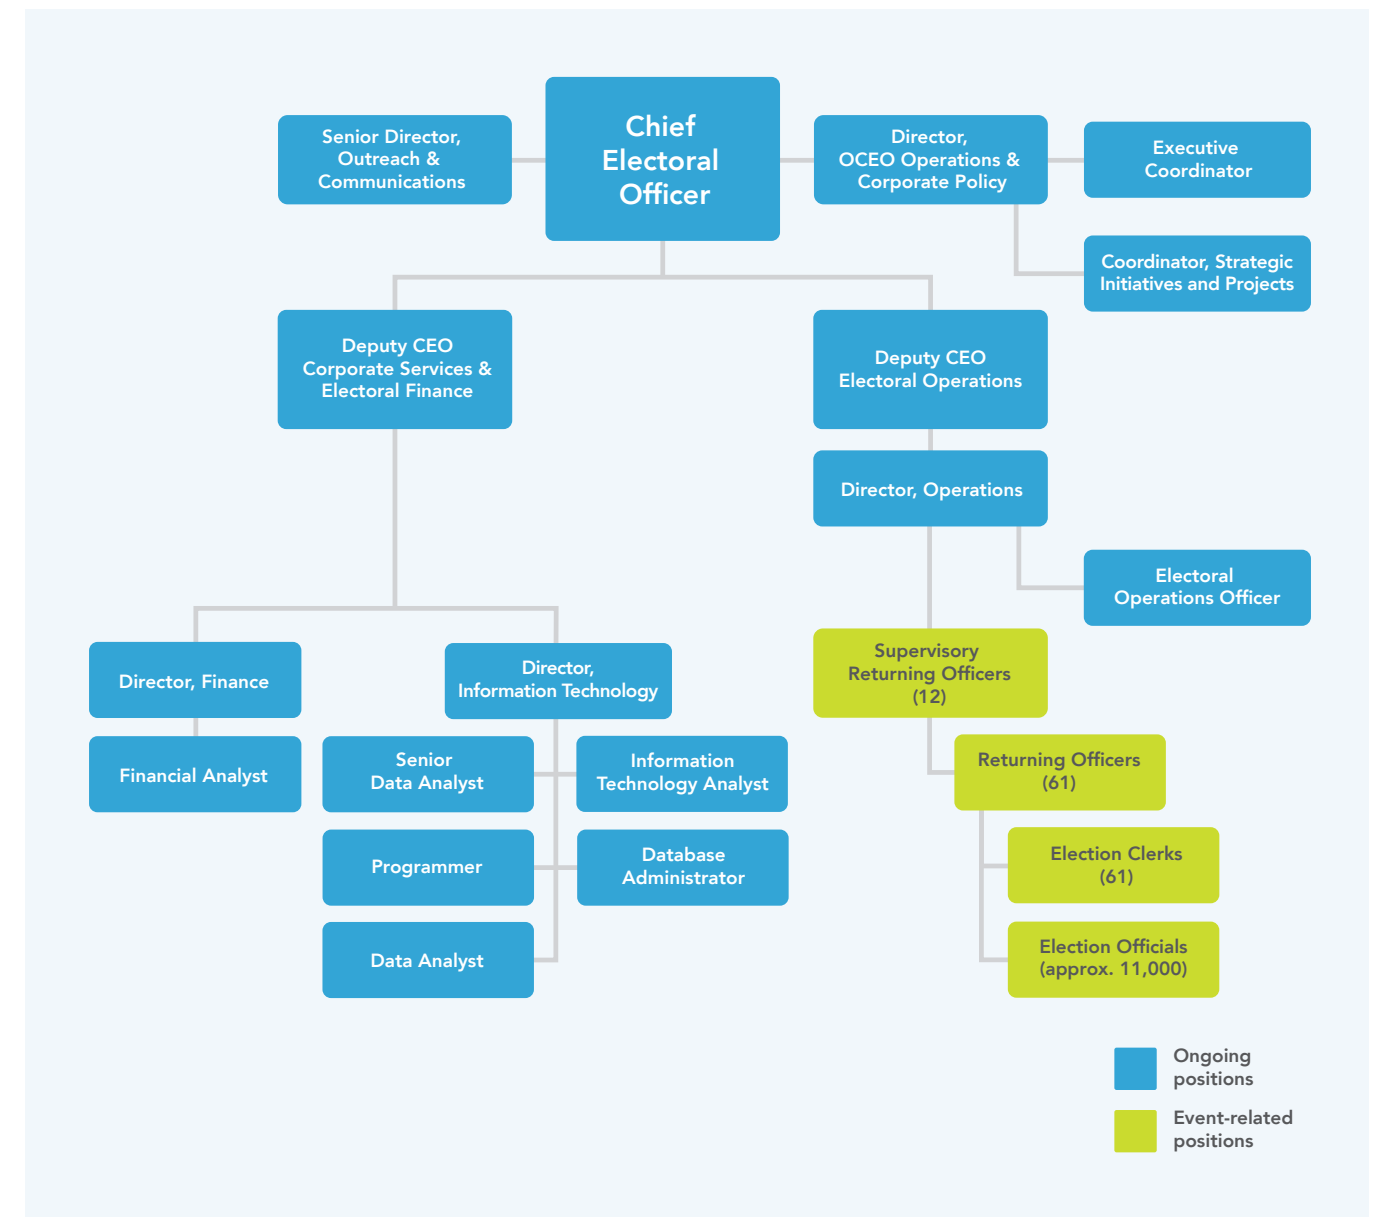 Chief
Electoral
Officer
Senior Director,
Outreach &
Communications
Director,
OCEO Operations &
Corporate Policy
Executive
Coordinator
Coordinator, Strategic
Initiatives and Projects
Deputy CEO
Corporate Services &
Electoral Finance
Deputy CEO
Electoral Operations
Director, Operations
Electoral
Operations Officer
Director, Finance
Director,
Information Technology
Supervisory
Returning Officers
(12)
Financial Analyst
Senior
Data Analyst
Information
Technology Analyst
Returning Officers
(61)
Programmer
Database
Administrator
Election Clerks
(61)
Data Analyst
Election Officials
(approx. 11,000)
Ongoing
positions
Event-related
positions